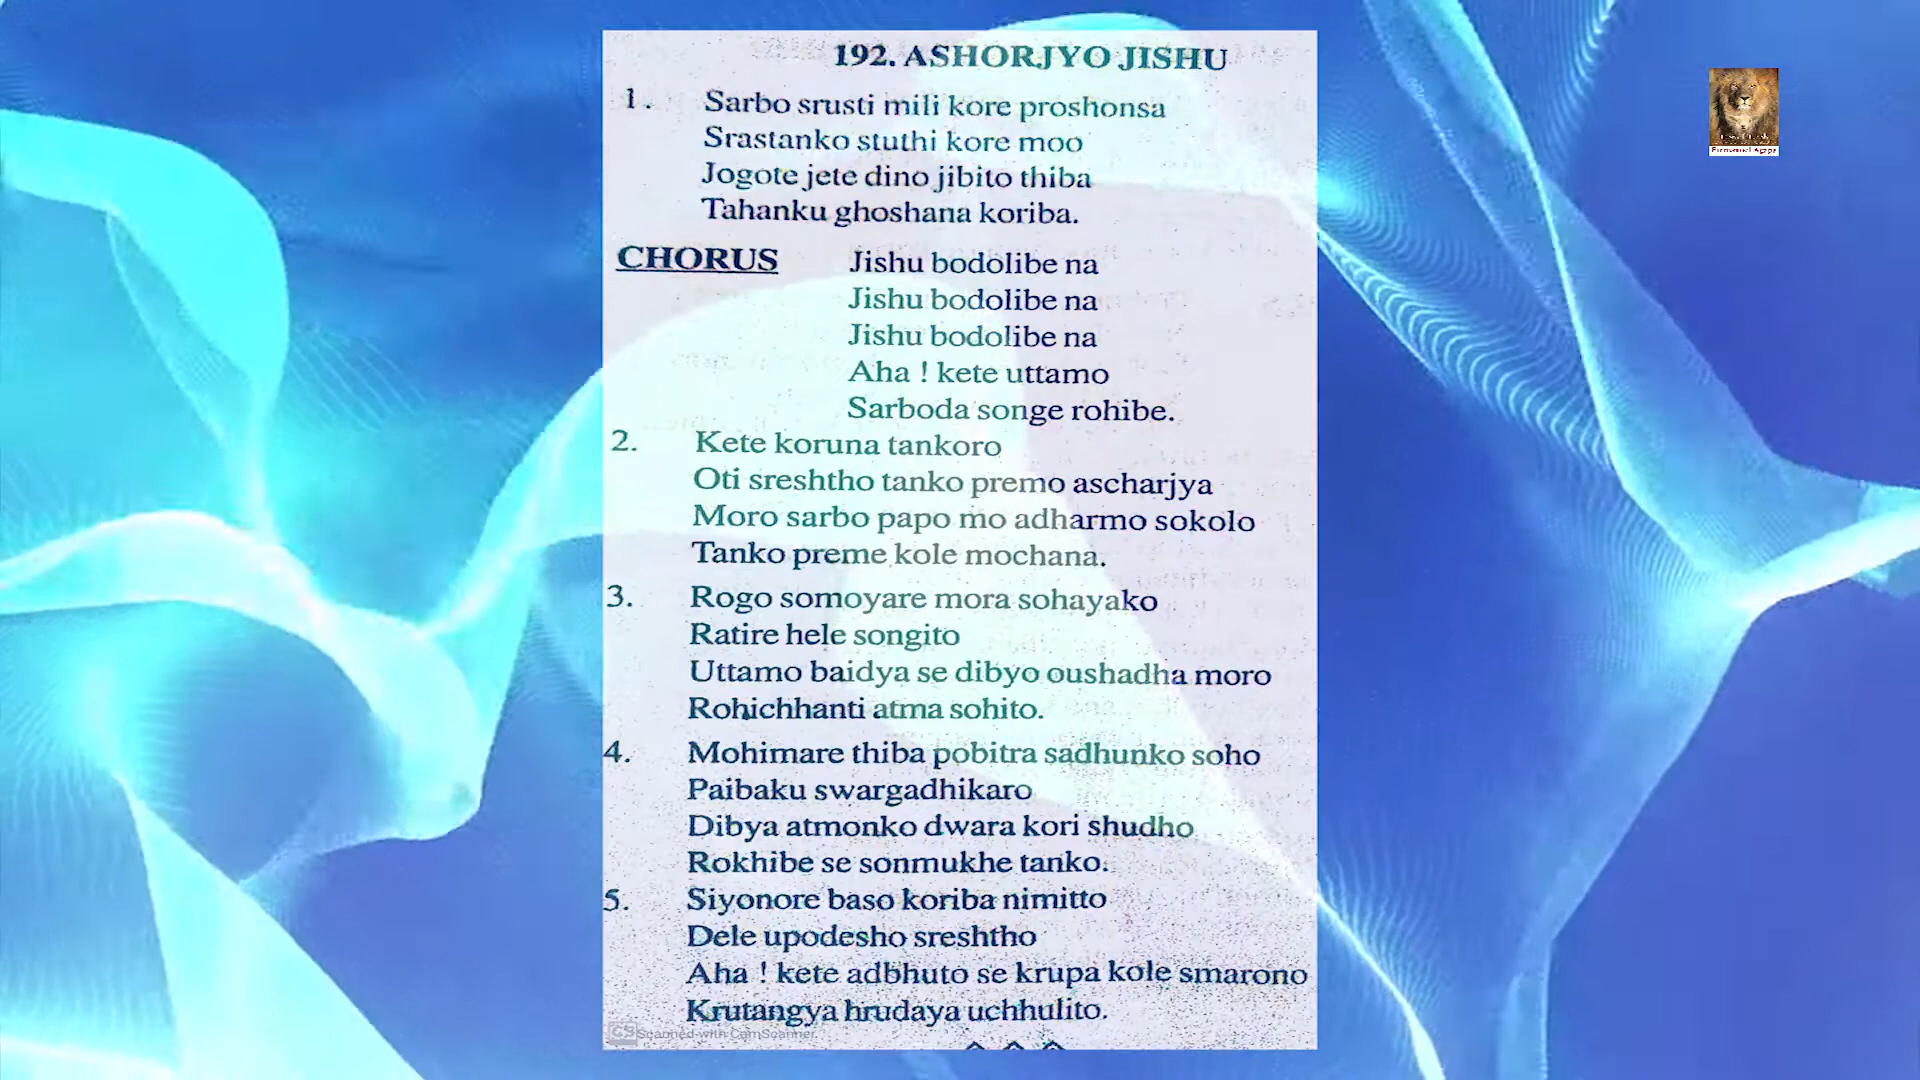 192. ASHORJYO JISHU
1. Sarbo srusti mili kore proshonsa
Srastanko stuthi kore moo
Jogote jete dino jibito thiba
Tahanku ghoshana koriba.
CHORUS Jishu bodolibe na
Jishu bodolibe na
Jishu bodolibe na
Aha ! kete uttamo
Sarboda songe rohibe.
2. Kete koruna tankoro
Oti sreshtho tanko premo ascharjya
Moro sarbo papo mo adharmo sokolo
Tanko preme kole mochana.
3. Rogo somoyare mora sohayako
Ratire hele songito
Uttamo baidya se dibyo oushadha moro
Rohichhanti atma sohito.
4. Mohimare thiba pobitra sadhunko soho
Paibaku swargadhikaro
Dibya atmonko dwara kori shudho
Rokhibe se sonmukhe tanko.
5. Siyonore baso koriba nimitto
Dele upodesho sreshtho
Aha ! kete adbhuto se krupa kole smarono
Krutangya hrudaya uchhulito.
CS Scanned with CamScanner